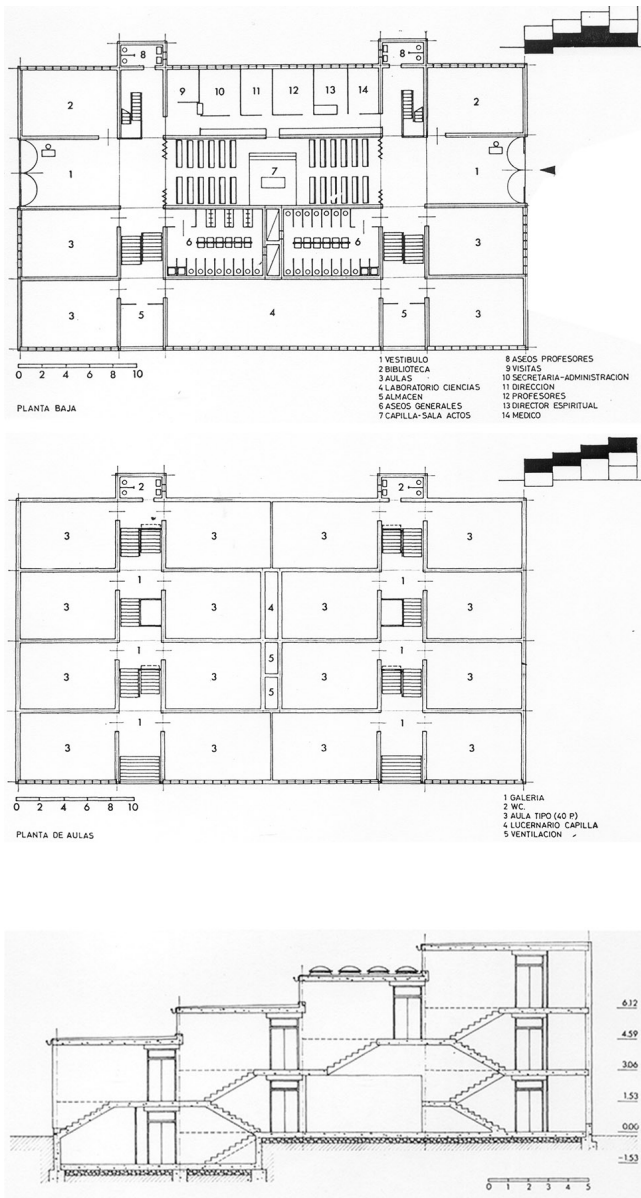 8
8
2
9
10
11
12
13
14
2
1
7
1
3
6
6
3
3
5
4
5
3
0 2 4 6 8 10
PLANTA BAJA
1 VESTIBULO
2 BIBLIOTECA
3 AULAS
4 LABORATORIO CIENCIAS
5 ALMACEN
6 ASEOS GENERALES
7 CAPILLA-SALA ACTOS
8 ASEOS PROFESORES
9 VISITAS
10 SECRETARIA-ADMINISTRACION
11 DIRECCION
12 PROFESORES
13 DIRECTOR ESPIRITUAL
14 MEDICO
2
2
3
3
3
3
1
1
3
3
4
3
3
1
5
1
3
3
5
3
3
1
1
3
3
3
3
0 2 4 6 8 10
PLANTA DE AULAS
1 GALERIA
2 WC.
3 AULA TIPO (40 P.)
4 LUCERNARIO CAPILLA
5 VENTILACION
6.12
4.59
3.06
1.53
0.00
-1.53
0 1 2 3 4 5